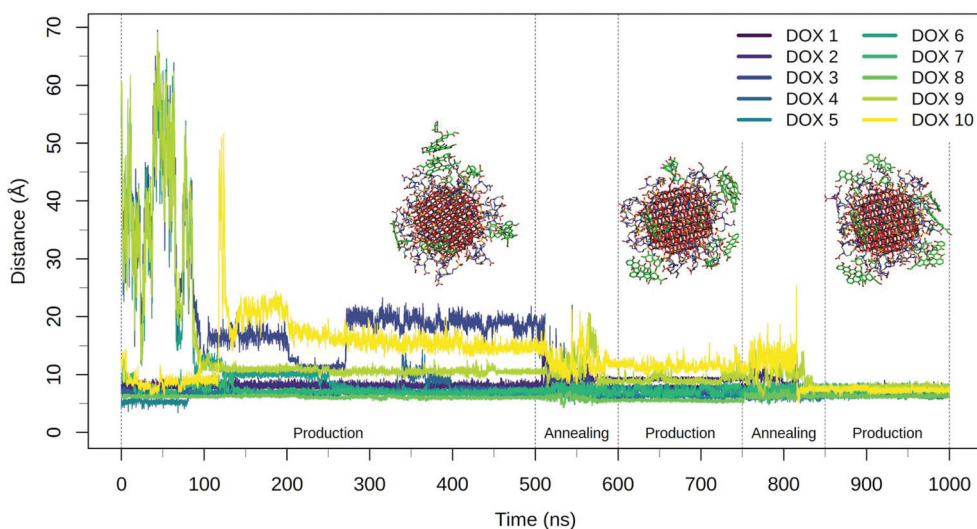 70
60
50
40
30
20
10
0
Distance (Å)
DOX 1
DOX 2
DOX 3
DOX 4
DOX 5
DOX 6
DOX 7
DOX 8
DOX 9
DOX 10
Production Annealing Production Annealing Production
0 100 200 300 400 500 600 700 800 900 1000
Time (ns)